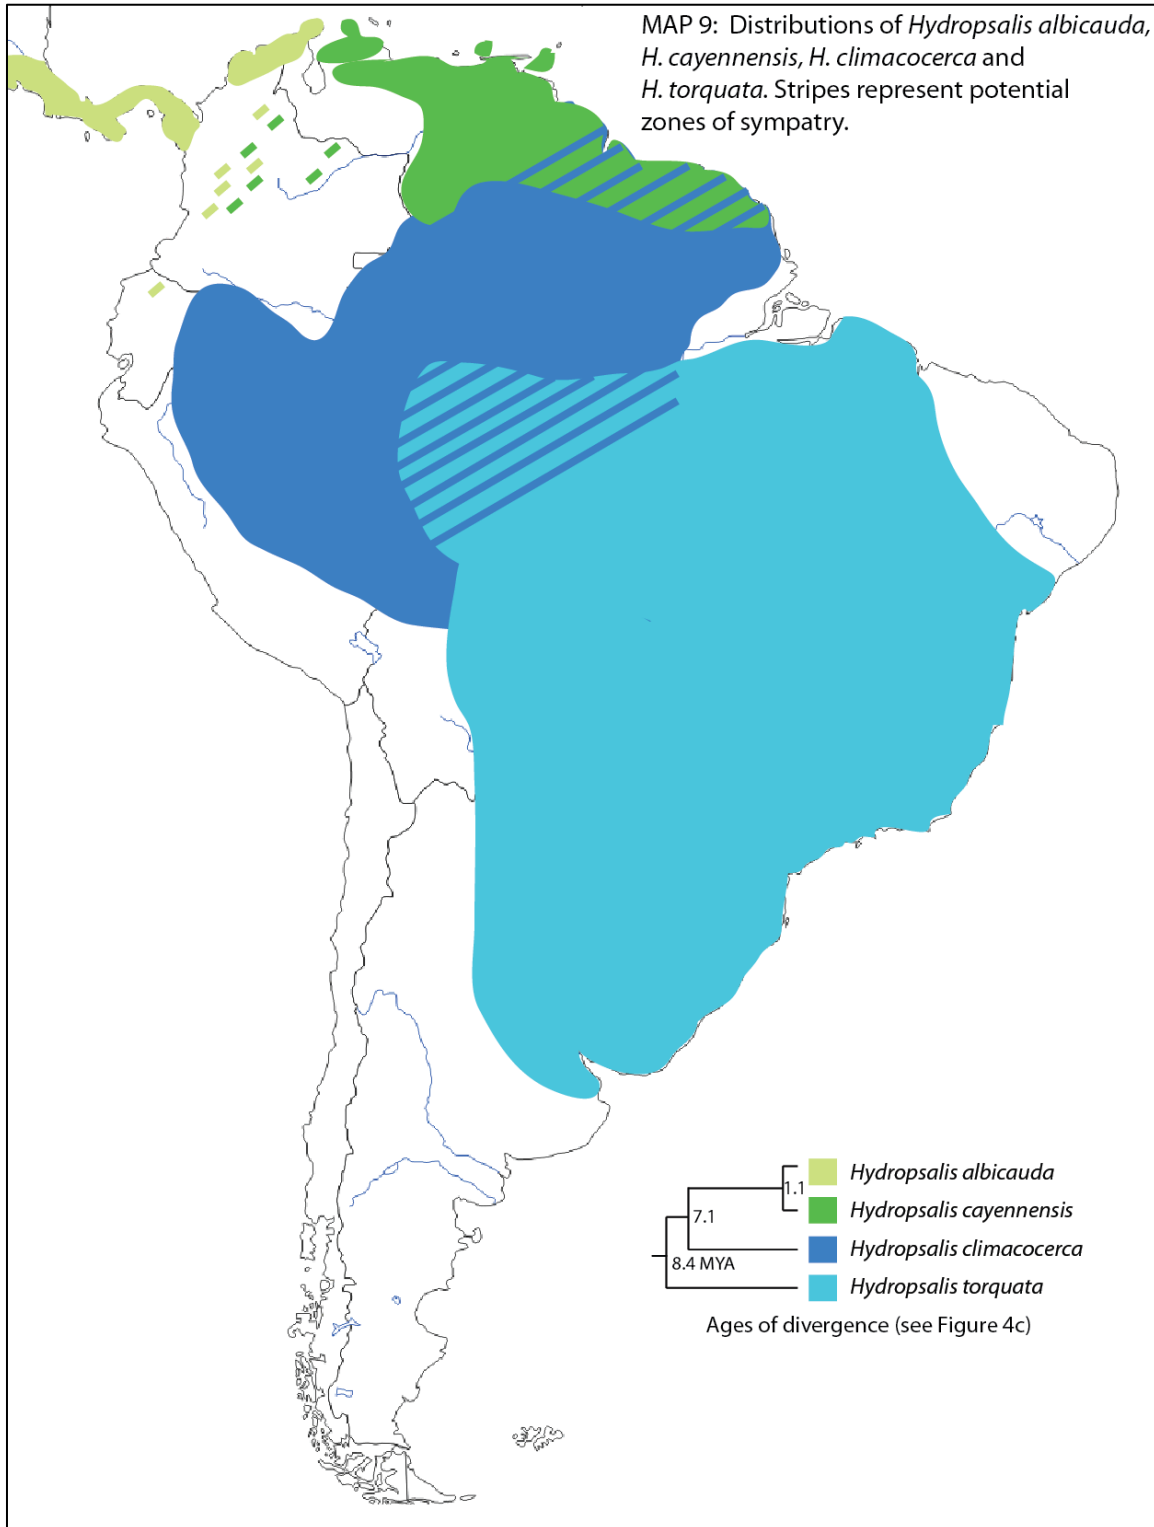 MAP 9: Distributions of Hydropsalis albicauda,
H. cayennensis, H. climacocerca and
H. torquata. Stripes represent potential
zones of sympatry.
1.1
7.1
8.4 MYA
Hydropsalis albicauda
Hydropsalis cayennensis
Hydropsalis climacocerca
Hydropsalis torquata
Ages of divergence (see Figure 4c)